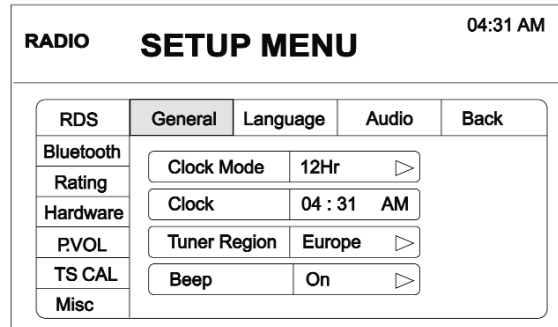 RADIO SETUP MENU 04:31 AM
RDS General Language Audio Back
Bluetooth
Rating
Hardware
P.VOL
TS CAL
Misc
Clock Mode 12Hr
Clock 04 : 31 AM
Tuner Region Europe
Beep On